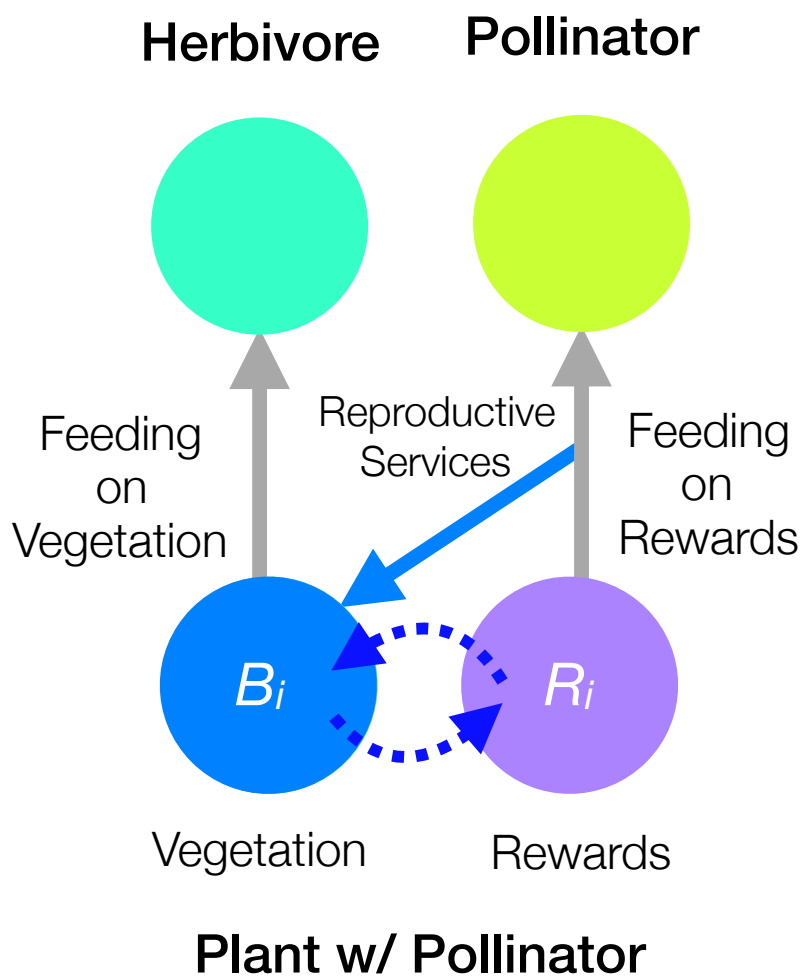 Herbivore
Pollinator
Reproductive
Services
Feeding
on
Vegetation
Feeding
on
Rewards
Bi
Ri
Vegetation
Rewards
Plant w/ Pollinator